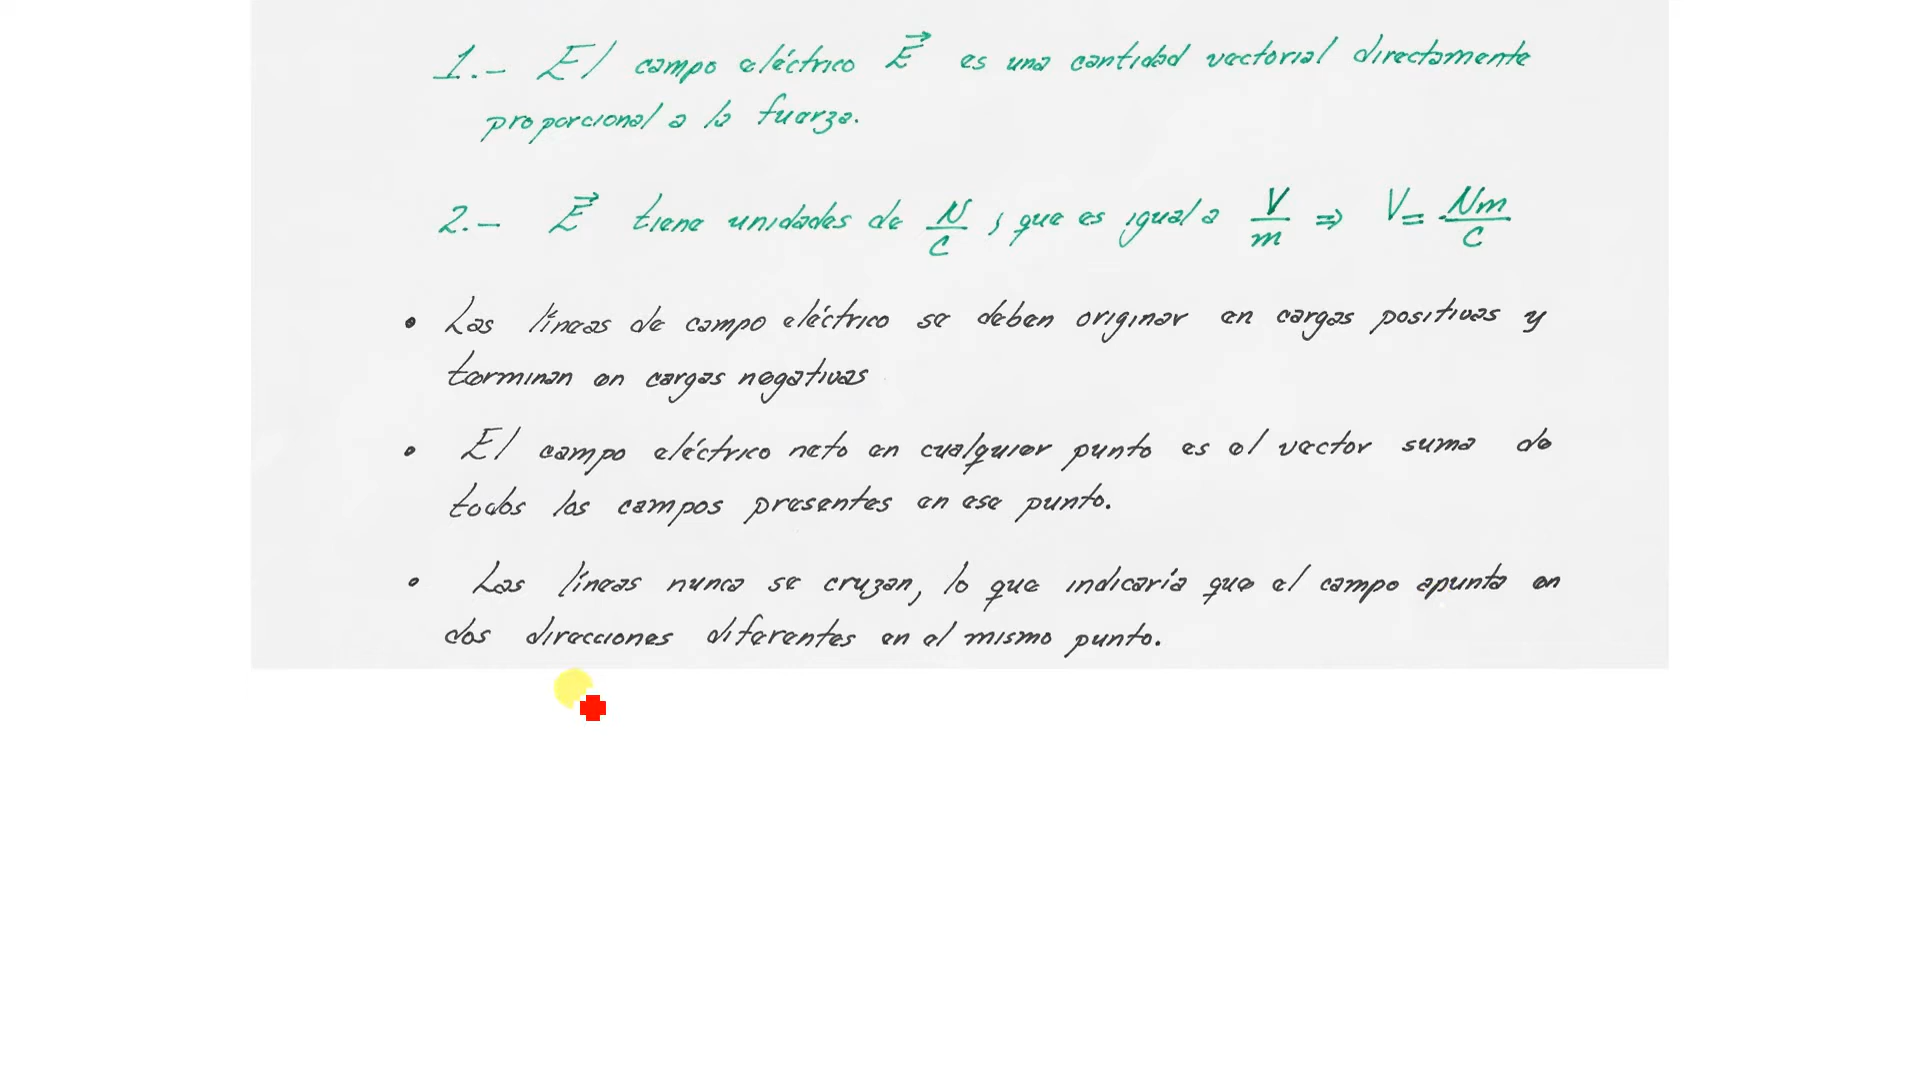 1.- El campo eléctrico E⃗ es una cantidad vectorial directamente
proporcional a la fuerza.
2.- E⃗ tiene unidades de N/C ; que es igual a V/m ⇒ V = Nm/C
• Las líneas de campo eléctrico se deben originar en cargas positivas y
terminan en cargas negativas
• El campo eléctrico neto en cualquier punto es el vector suma de
todos los campos presentes en ese punto.
• Las líneas nunca se cruzan, lo que indicaría que el campo apunta en
dos direcciones diferentes en el mismo punto.